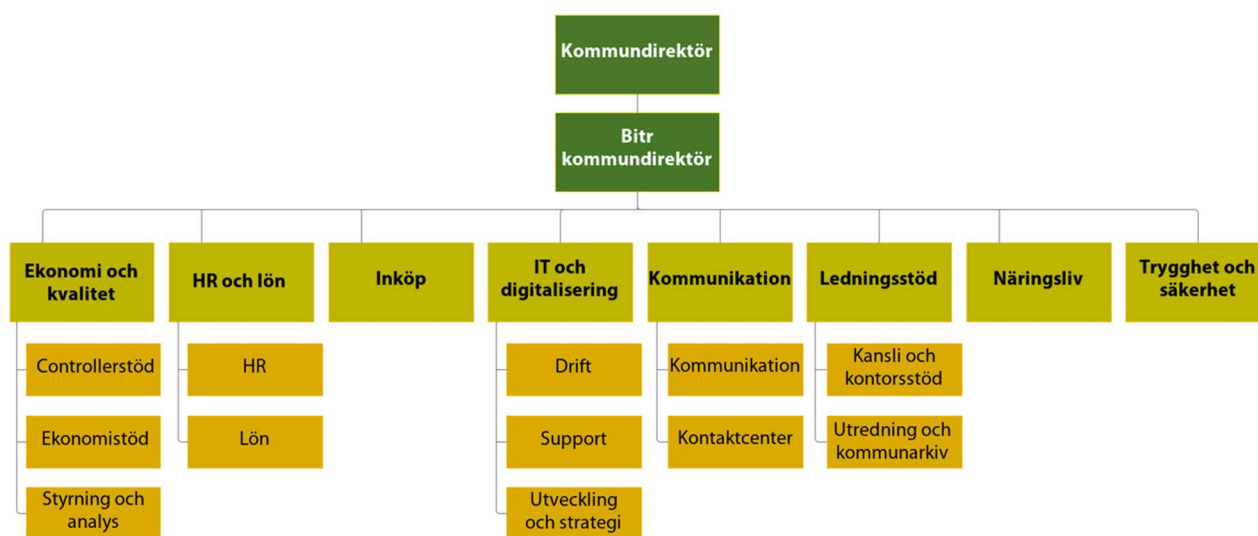 Kommundirektör
Bitr
kommundirektör
Ekonomi och
kvalitet
HR och lön
Inköp
IT och
digitalisering
Kommunikation
Ledningsstöd
Näringsliv
Trygghet och
säkerhet
Controllerstöd
HR
Drift
Kommunikation
Kansli och
kontorsstöd
Ekonomistöd
Lön
Support
Kontaktcenter
Utredning och
kommunarkiv
Styrning och
analys
Utveckling
och strategi